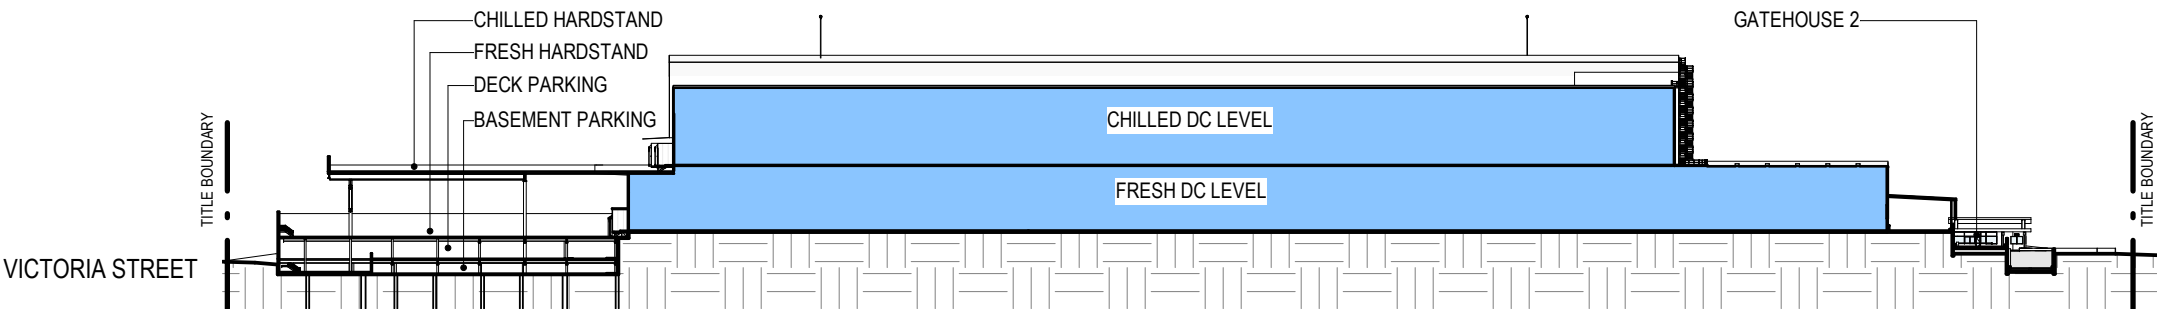 CHILLED HARDSTAND
FRESH HARDSTAND
DECK PARKING
BASEMENT PARKING
GATEHOUSE 2
TITLE BOUNDARY
CHILLED DC LEVEL
FRESH DC LEVEL
TITLE BOUNDARY
VICTORIA STREET